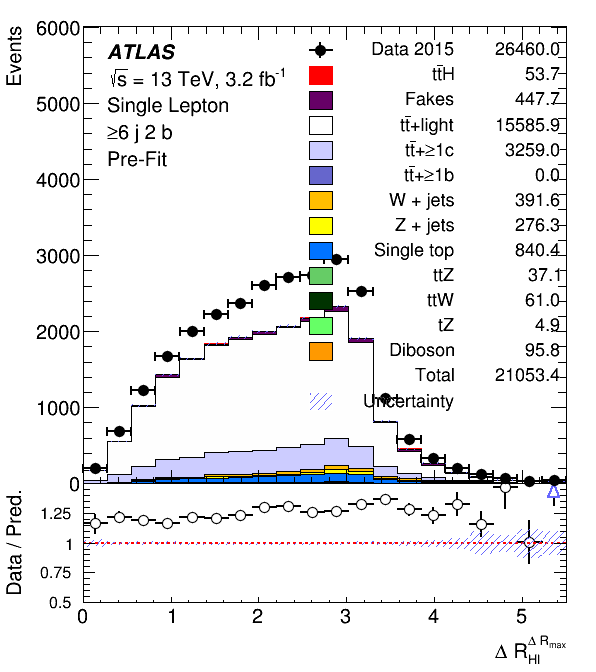 Events
6000
5000
4000
3000
2000
1000
0
ATLAS
√s = 13 TeV, 3.2 fb⁻¹
Single Lepton
≥6 j 2 b
Pre-Fit
Data 2015 26460.0
tt̄H 53.7
Fakes 447.7
tt̄+light 15585.9
tt̄+≥1c 3259.0
tt̄+≥1b 0.0
W + jets 391.6
Z + jets 276.3
Single top 840.4
ttZ 37.1
ttW 61.0
tZ 4.9
Diboson 95.8
Total 21053.4
Uncertainty
Data / Pred.
1.25
1
0.75
0.5
0 1 2 3 4 5
Δ R_HI^Δ R_max